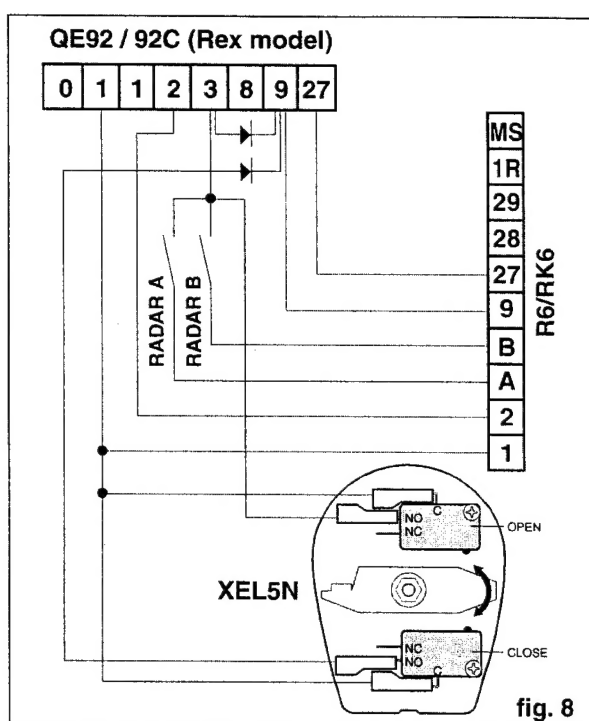 QE92 / 92C (Rex model)
0 1 1 2 3 8 9 27
MS
1R
29
28
27
9
B
A
2
1
R6/RK6
RADAR A
RADAR B
C
NO
NC
OPEN
XEL5N
NC
NO
C
CLOSE
fig. 8